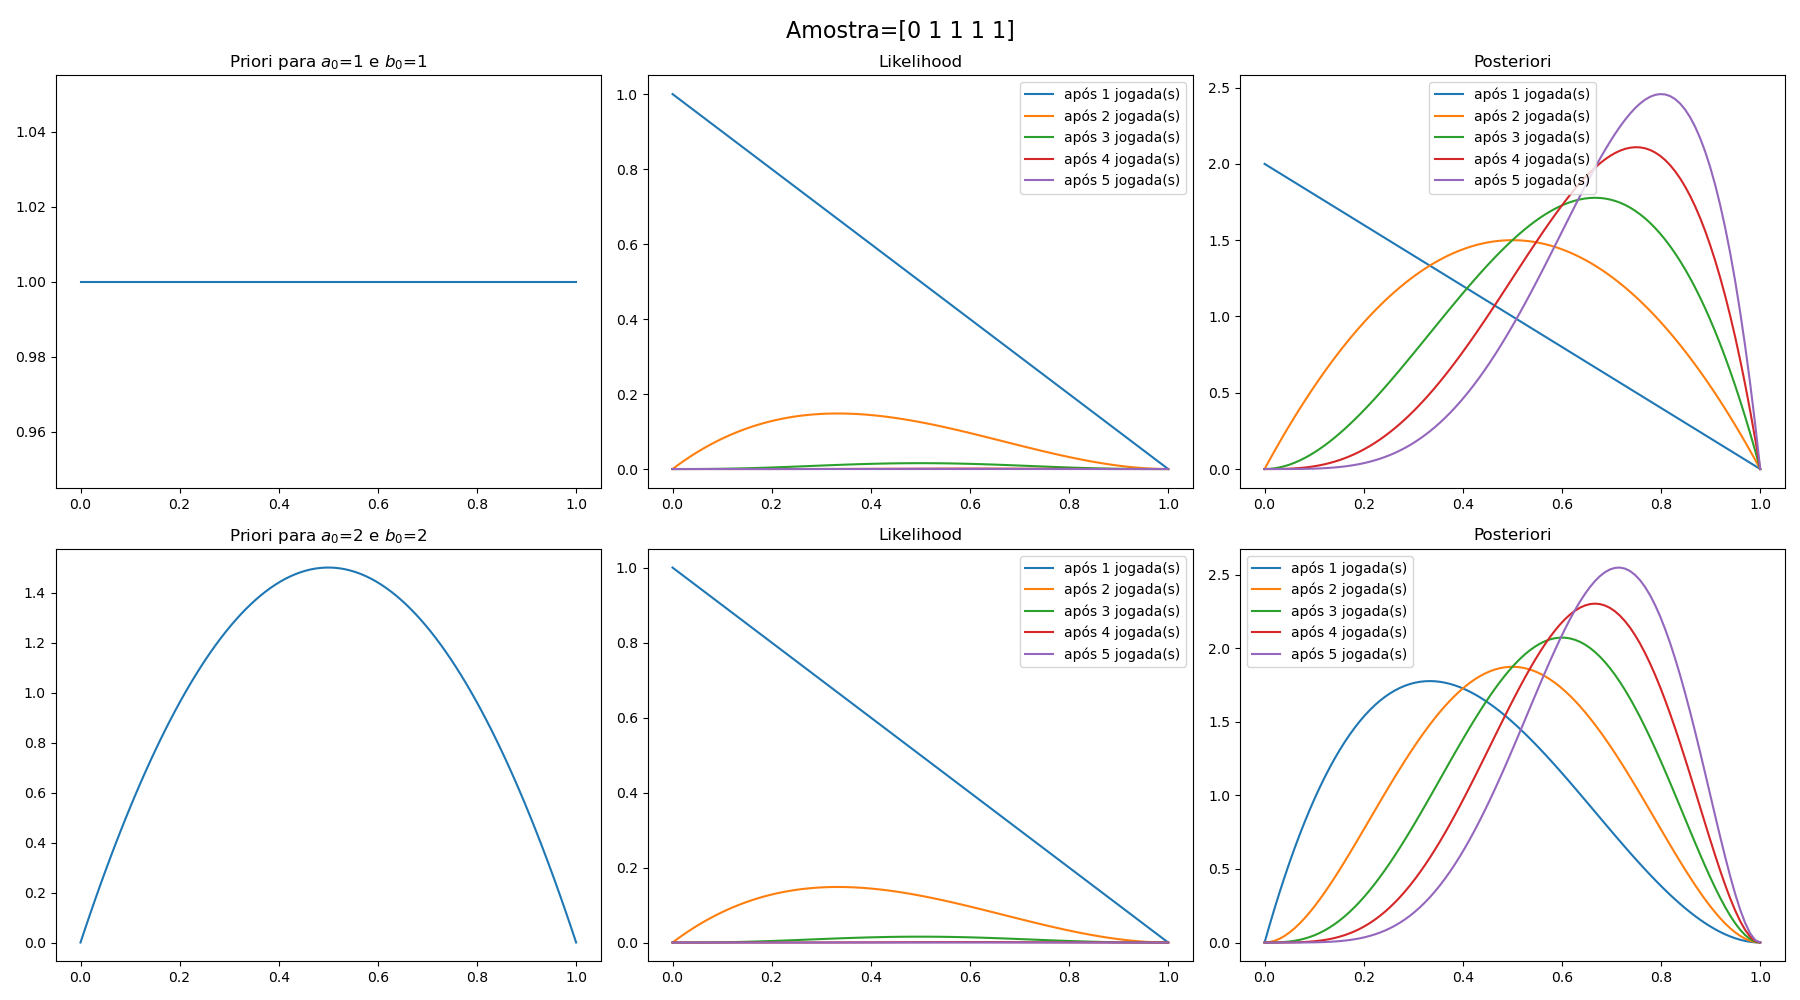 Amostra=[0 1 1 1 1]
Priori para a₀=1 e b₀=1
1.04
1.02
1.00
0.98
0.96
0.0 0.2 0.4 0.6 0.8 1.0
Likelihood
após 1 jogada(s)
após 2 jogada(s)
após 3 jogada(s)
após 4 jogada(s)
após 5 jogada(s)
1.0
0.8
0.6
0.4
0.2
0.0
0.0 0.2 0.4 0.6 0.8 1.0
Posteriori
após 1 jogada(s)
após 2 jogada(s)
após 3 jogada(s)
após 4 jogada(s)
após 5 jogada(s)
2.5
2.0
1.5
1.0
0.5
0.0
0.0 0.2 0.4 0.6 0.8 1.0
Priori para a₀=2 e b₀=2
1.4
1.2
1.0
0.8
0.6
0.4
0.2
0.0
0.0 0.2 0.4 0.6 0.8 1.0
Likelihood
após 1 jogada(s)
após 2 jogada(s)
após 3 jogada(s)
após 4 jogada(s)
após 5 jogada(s)
1.0
0.8
0.6
0.4
0.2
0.0
0.0 0.2 0.4 0.6 0.8 1.0
Posteriori
após 1 jogada(s)
após 2 jogada(s)
após 3 jogada(s)
após 4 jogada(s)
após 5 jogada(s)
2.5
2.0
1.5
1.0
0.5
0.0
0.0 0.2 0.4 0.6 0.8 1.0